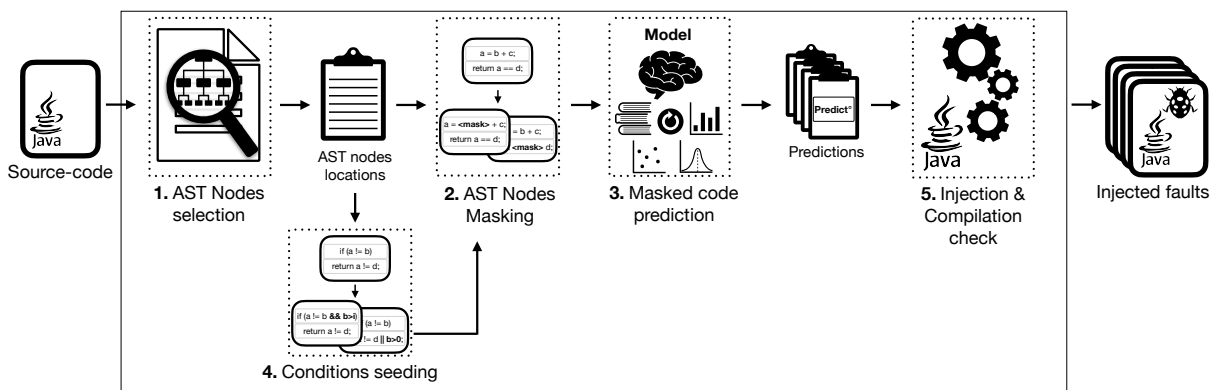 Java
Source-code
1. AST Nodes
selection
AST nodes
locations
a = b + c;
return a == d;
a = <mask> + c;
return a == d;
= b + c;
<mask> d;
2. AST Nodes
Masking
if (a != b)
return a != d;
if (a != b && b>i)
return a != d;
(a != b)
!= d || b>0;
4. Conditions seeding
Model
3. Masked code
prediction
Predict°
Predictions
Java
5. Injection &
Compilation
check
Java
Injected faults